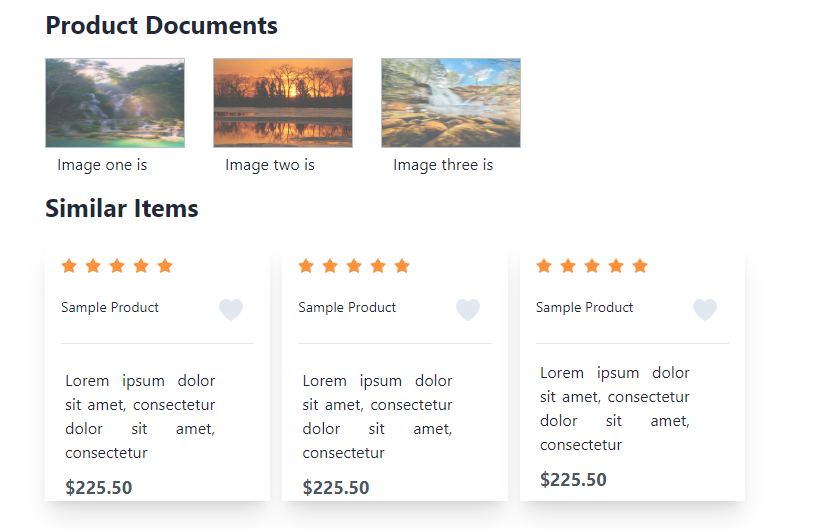 Product Documents
Image one is
Image two is
Image three is
Similar Items
Sample Product
Sample Product
Sample Product
Lorem ipsum dolor
sit amet, consectetur
dolor sit amet,
consectetur
$225.50
Lorem ipsum dolor
sit amet, consectetur
dolor sit amet,
consectetur
$225.50
Lorem ipsum dolor
sit amet, consectetur
dolor sit amet,
consectetur
$225.50